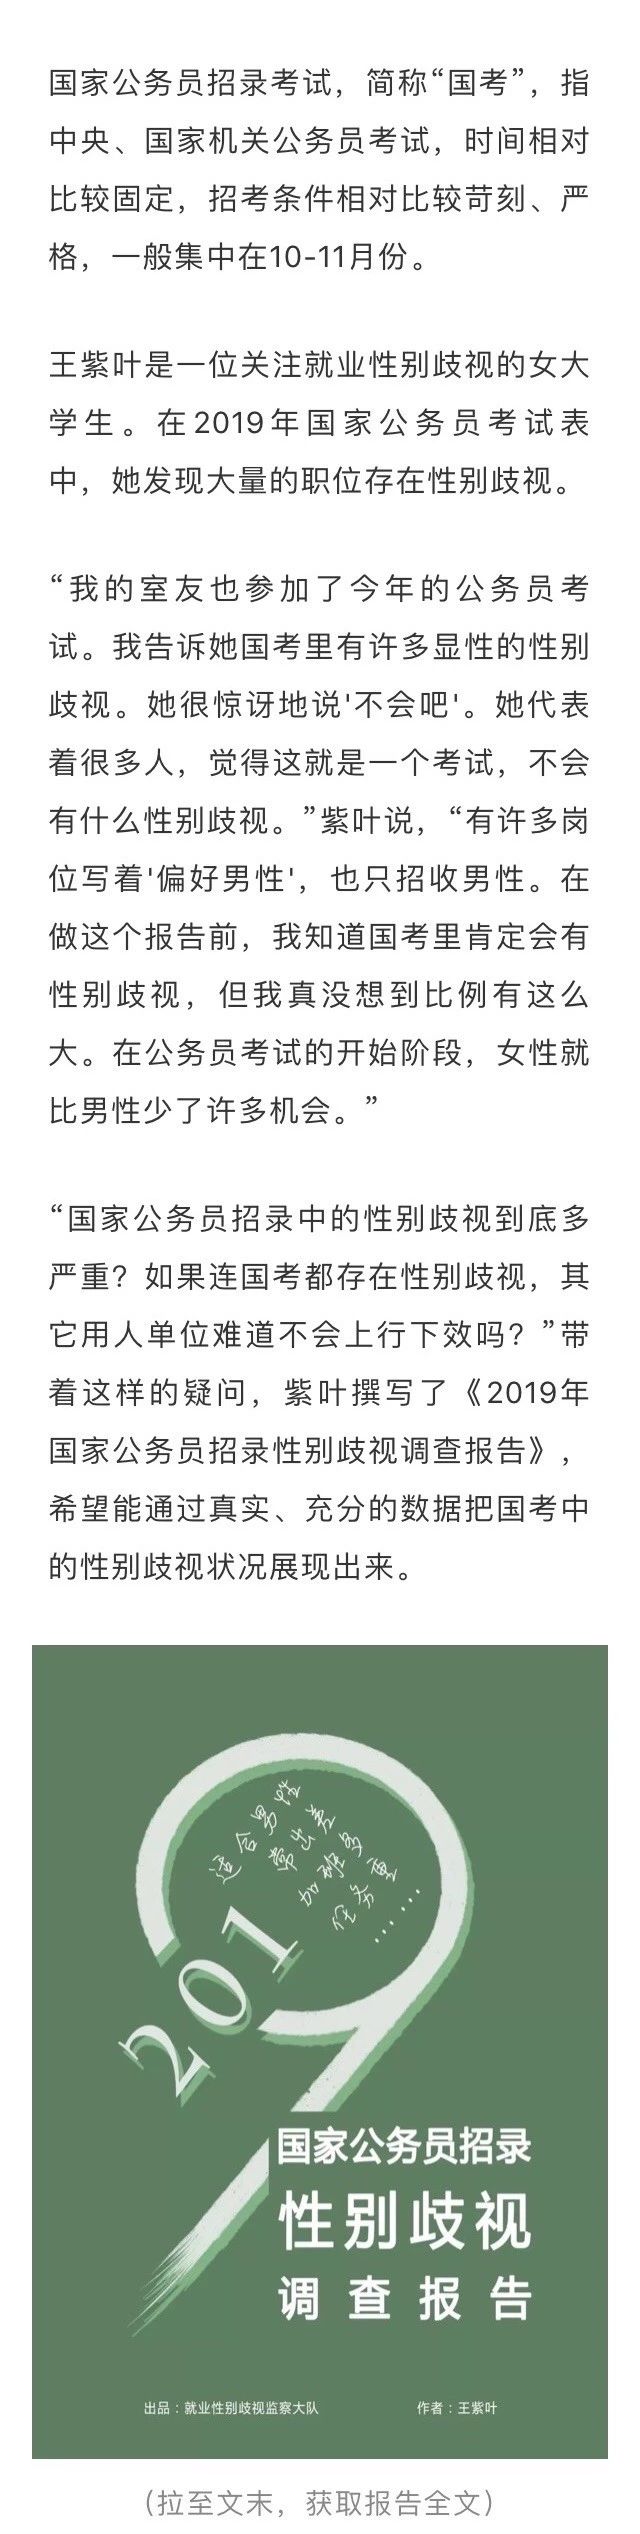 国家公务员招录考试，简称“国考”，指
中央、国家机关公务员考试，时间相对
比较固定，招考条件相对比较苛刻、严
格，一般集中在10-11月份。
王紫叶是一位关注就业性别歧视的女大
学生。在2019年国家公务员考试表
中，她发现大量的职位存在性别歧视。
“我的室友也参加了今年的公务员考
试。我告诉她国考里有许多显性的性别
歧视。她很惊讶地说'不会吧'。她代表
着很多人，觉得这就是一个考试，不会
有什么性别歧视。”紫叶说，“有许多岗
位写着'偏好男性'，也只招收男性。在
做这个报告前，我知道国考里肯定会有
性别歧视，但我真没想到比例有这么
大。在公务员考试的开始阶段，女性就
比男性少了许多机会。”
“国家公务员招录中的性别歧视到底多
严重？如果连国考都存在性别歧视，其
它用人单位难道不会上行下效吗？”带
着这样的疑问，紫叶撰写了《2019年
国家公务员招录性别歧视调查报告》，
希望能通过真实、充分的数据把国考中
的性别歧视状况展现出来。
适合男性
常出差
加班多
任务重
……
2019
国家公务员招录
性别歧视
调查报告
出品：就业性别歧视监察大队
作者：王紫叶
（拉至文末，获取报告全文）